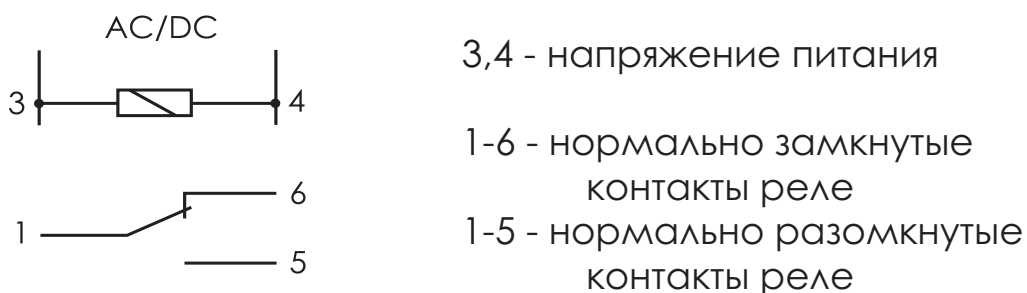 AC/DC
3
4
3,4 - напряжение питания
1-6 - нормально замкнутые
контакты реле
1
6
5
1-5 - нормально разомкнутые
контакты реле